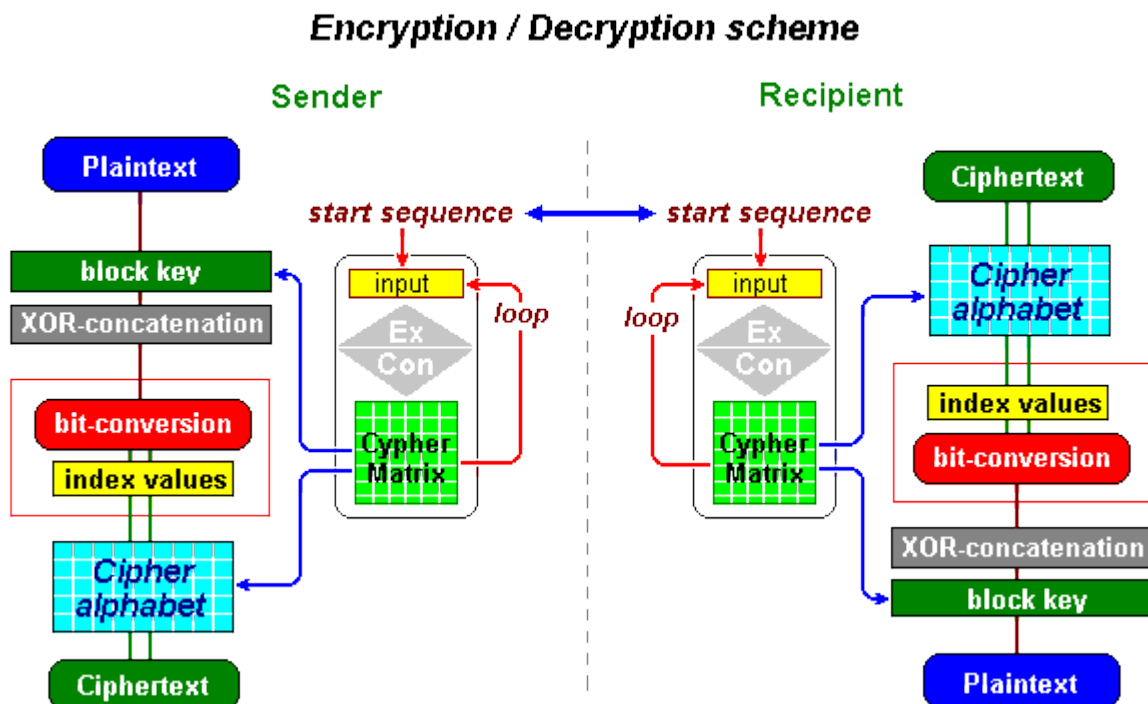 Encryption / Decryption scheme
Sender
Recipient
Plaintext
start sequence
block key
XOR-concatenation
input
loop
Ex
Con
bit-conversion
index values
Cypher
Matrix
Cipher
alphabet
Ciphertext
start sequence
Ciphertext
input
loop
Ex
Con
Cypher
Matrix
Cipher
alphabet
index values
bit-conversion
XOR-concatenation
block key
Plaintext